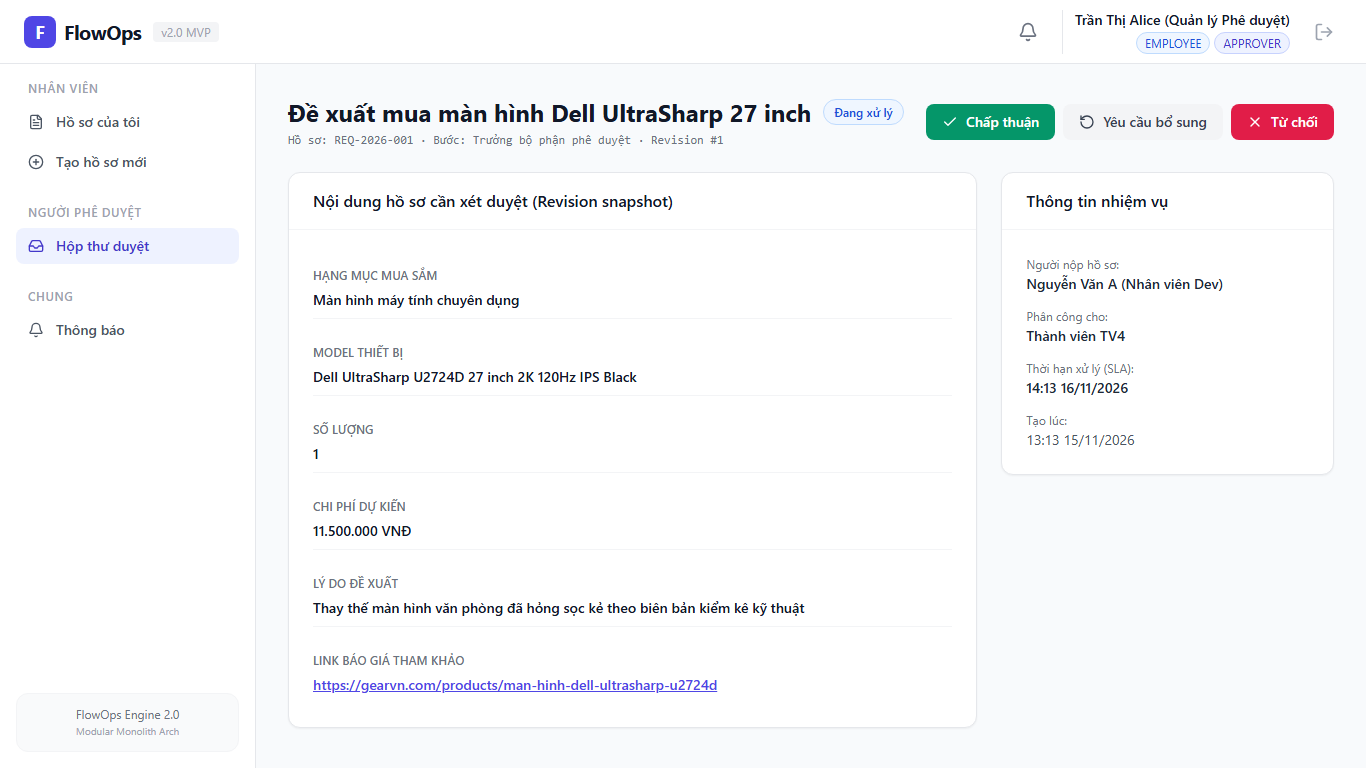 F FlowOps v2.0 MVP
Trần Thị Alice (Quản lý Phê duyệt)
EMPLOYEE APPROVER
NHÂN VIÊN
Hồ sơ của tôi
Tạo hồ sơ mới
NGƯỜI PHÊ DUYỆT
Hộp thư duyệt
CHUNG
Thông báo
FlowOps Engine 2.0
Modular Monolith Arch
Đề xuất mua màn hình Dell UltraSharp 27 inch Đang xử lý
Hồ sơ: REQ-2026-001 · Bước: Trưởng bộ phận phê duyệt · Revision #1
Chấp thuận Yêu cầu bổ sung Từ chối
Nội dung hồ sơ cần xét duyệt (Revision snapshot)
HẠNG MỤC MUA SẮM
Màn hình máy tính chuyên dụng
MODEL THIẾT BỊ
Dell UltraSharp U2724D 27 inch 2K 120Hz IPS Black
SỐ LƯỢNG
1
CHI PHÍ DỰ KIẾN
11.500.000 VNĐ
LÝ DO ĐỀ XUẤT
Thay thế màn hình văn phòng đã hỏng sọc kẻ theo biên bản kiểm kê kỹ thuật
LINK BÁO GIÁ THAM KHẢO
https://gearvn.com/products/man-hinh-dell-ultrasharp-u2724d
Thông tin nhiệm vụ
Người nộp hồ sơ:
Nguyễn Văn A (Nhân viên Dev)
Phân công cho:
Thành viên TV4
Thời hạn xử lý (SLA):
14:13 16/11/2026
Tạo lúc:
13:13 15/11/2026